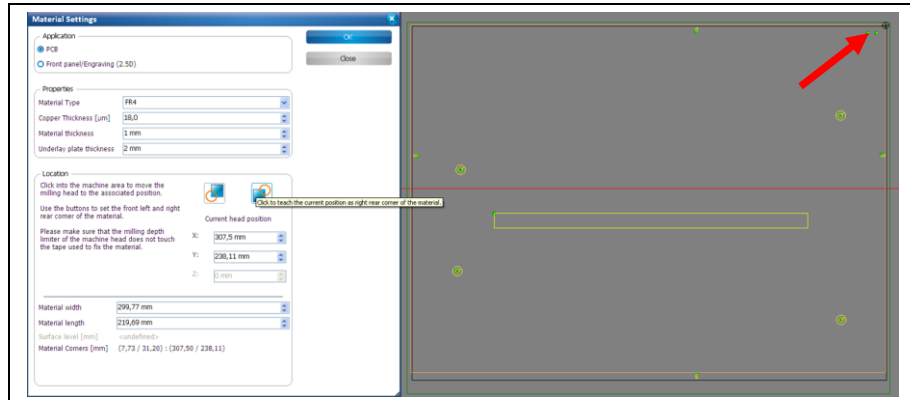 Material Settings
Application
PCB
Front panel/Engraving (2.5D)
OK
Close
Properties
Material Type
FR4
Copper Thickness [µm]
18,0
Material thickness
1 mm
Underlay plate thickness
2 mm
Location
Click into the machine area to move the
milling head to the associated position.
Use the buttons to set the front left and right
rear corner of the material.
Please make sure that the milling depth
limiter of the machine head does not touch
the tape used to fix the material.
Click to teach the current position as right rear corner of the material.
Current head position
X:
307,5 mm
Y:
238,11 mm
Z:
0 mm
Material width
299,77 mm
Material length
219,69 mm
Surface level [mm]
<undefined>
Material Corners [mm]
(7,73 / 31,20) : (307,50 / 238,11)